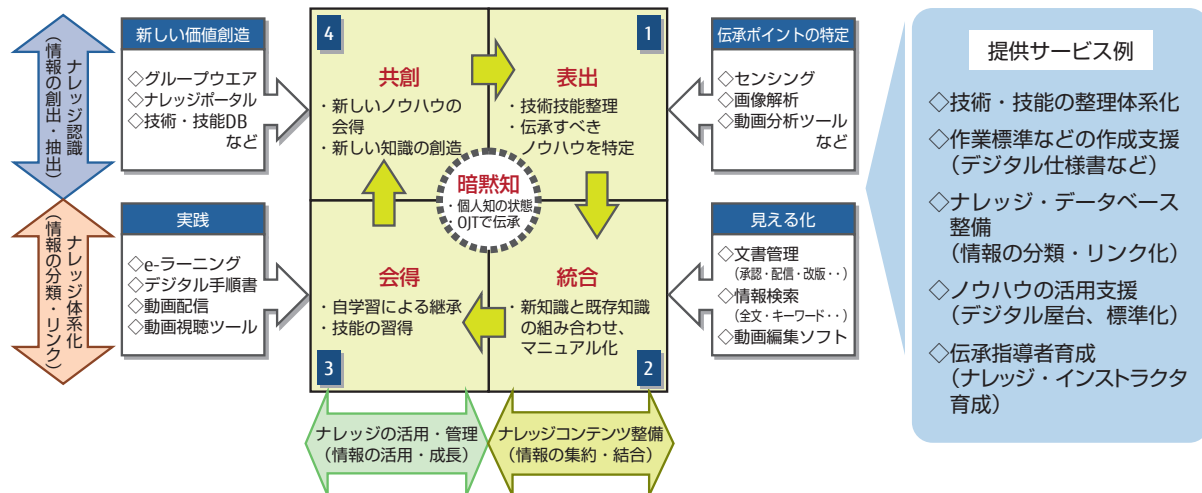 ナレッジ認識
(情報の創出・抽出)
ナレッジ体系化
(情報の分類・リンク)
新しい価値創造
◇グループウエア
◇ナレッジポータル
◇技術・技能DB
など
実践
◇e-ラーニング
◇デジタル手順書
◇動画配信
◇動画視聴ツール
4
共創
・新しいノウハウの
会得
・新しい知識の創造
1
表出
・技術技能整理
・伝承すべき
ノウハウを特定
暗黙知
・個人知の状態
・OJTで伝承
会得
・自学習による継承
・技能の習得
3
統合
・新知識と既存知識
の組み合わせ、
マニュアル化
2
伝承ポイントの特定
◇センシング
◇画像解析
◇動画分析ツール
など
見える化
◇文書管理
(承認・配信・改版・・)
◇情報検索
(全文・キーワード・・)
◇動画編集ソフト
ナレッジの活用・管理
(情報の活用・成長)
ナレッジコンテンツ整備
(情報の集約・結合)
提供サービス例
◇技術・技能の整理体系化
◇作業標準などの作成支援
(デジタル仕様書など)
◇ナレッジ・データベース
整備
(情報の分類・リンク化)
◇ノウハウの活用支援
(デジタル屋台、標準化)
◇伝承指導者育成
(ナレッジ・インストラクタ
育成)